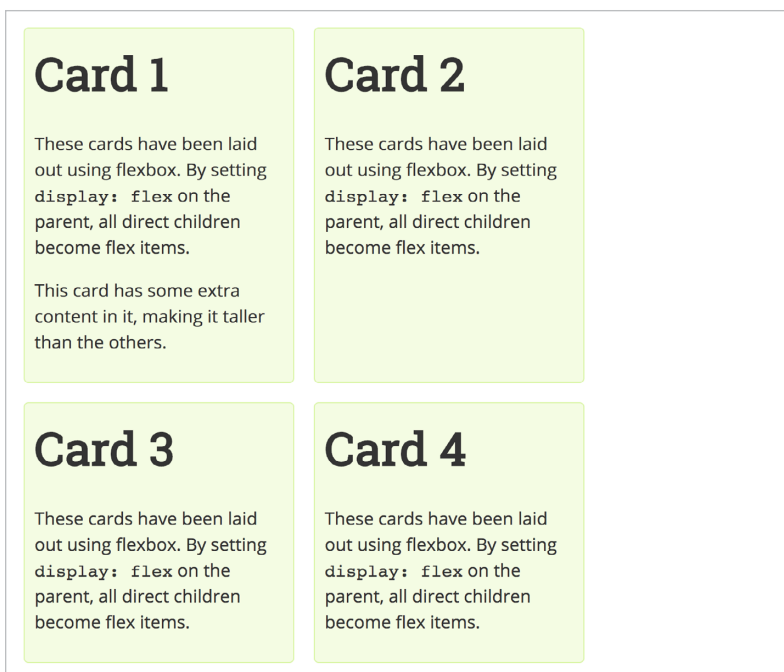 Card 1
These cards have been laid
out using flexbox. By setting
display: flex on the
parent, all direct children
become flex items.
This card has some extra
content in it, making it taller
than the others.
Card 2
These cards have been laid
out using flexbox. By setting
display: flex on the
parent, all direct children
become flex items.
Card 3
These cards have been laid
out using flexbox. By setting
display: flex on the
parent, all direct children
become flex items.
Card 4
These cards have been laid
out using flexbox. By setting
display: flex on the
parent, all direct children
become flex items.